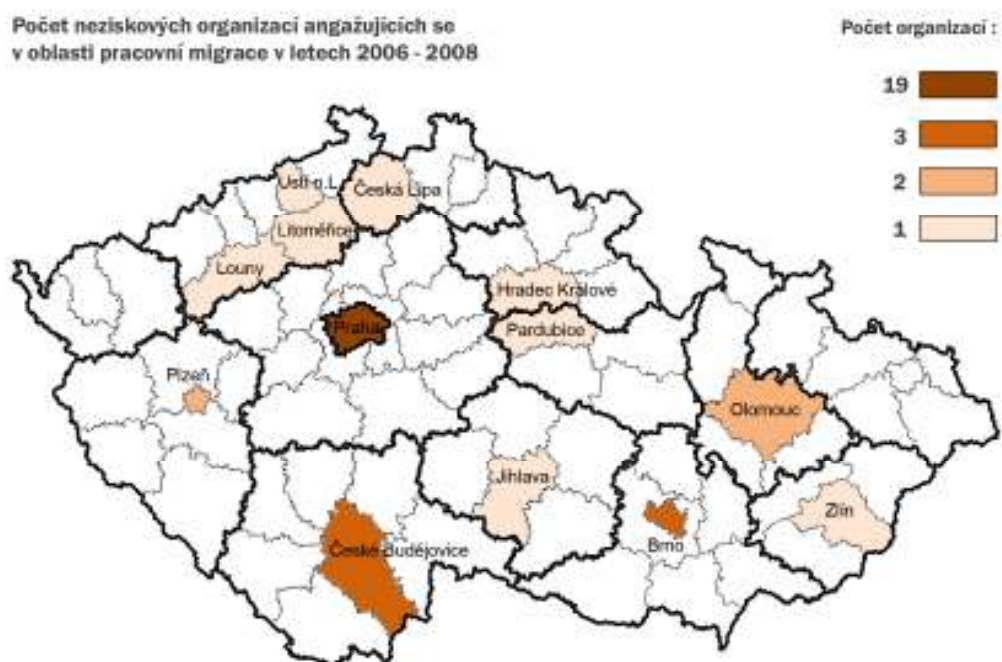 Počet neziskových organizací angažujících se
v oblasti pracovní migrace v letech 2006 - 2008
Počet organizací :
19
3
2
1
Ústí n.L.
Česká Lípa
Litoměřice
Louny
Hradec Králové
Praha
Pardubice
Plzeň
Olomouc
Jihlava
Zlín
České Budějovice
Brno